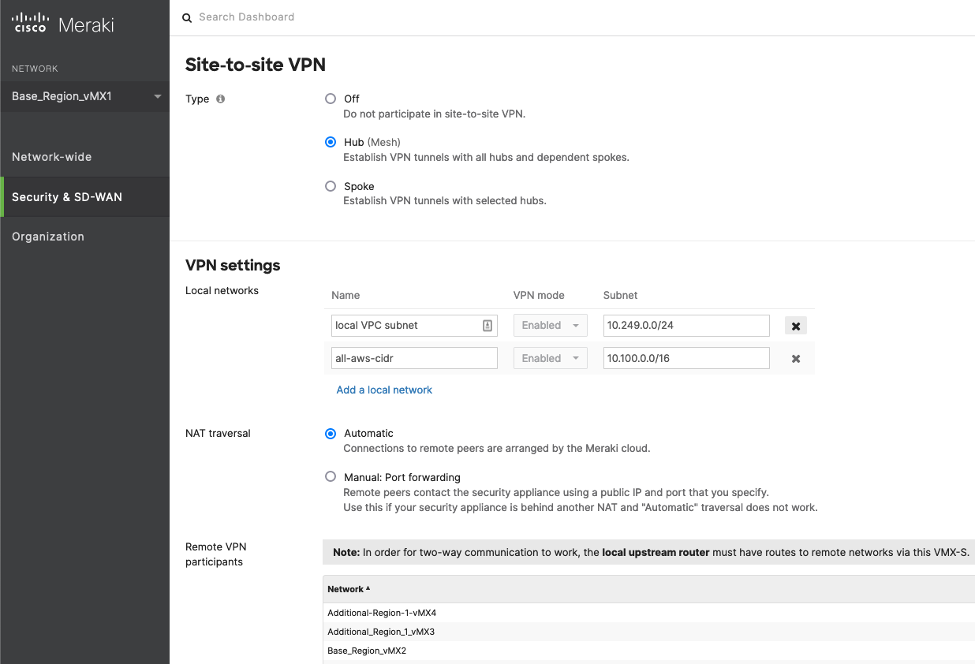 CISCO Meraki
Search Dashboard
NETWORK
Base_Region_vMX1
Network-wide
Security & SD-WAN
Organization
Site-to-site VPN
Type
Off
Do not participate in site-to-site VPN.
Hub (Mesh)
Establish VPN tunnels with all hubs and dependent spokes.
Spoke
Establish VPN tunnels with selected hubs.
VPN settings
Local networks
Name VPN mode Subnet
local VPC subnet Enabled 10.249.0.0/24
all-aws-cidr Enabled 10.100.0.0/16
Add a local network
NAT traversal
Automatic
Connections to remote peers are arranged by the Meraki cloud.
Manual: Port forwarding
Remote peers contact the security appliance using a public IP and port that you specify.
Use this if your security appliance is behind another NAT and "Automatic" traversal does not work.
Remote VPN
participants
Note: In order for two-way communication to work, the local upstream router must have routes to remote networks via this VMX-S.
Network
Additional-Region-1-vMX4
Additional_Region_1_vMX3
Base_Region_vMX2